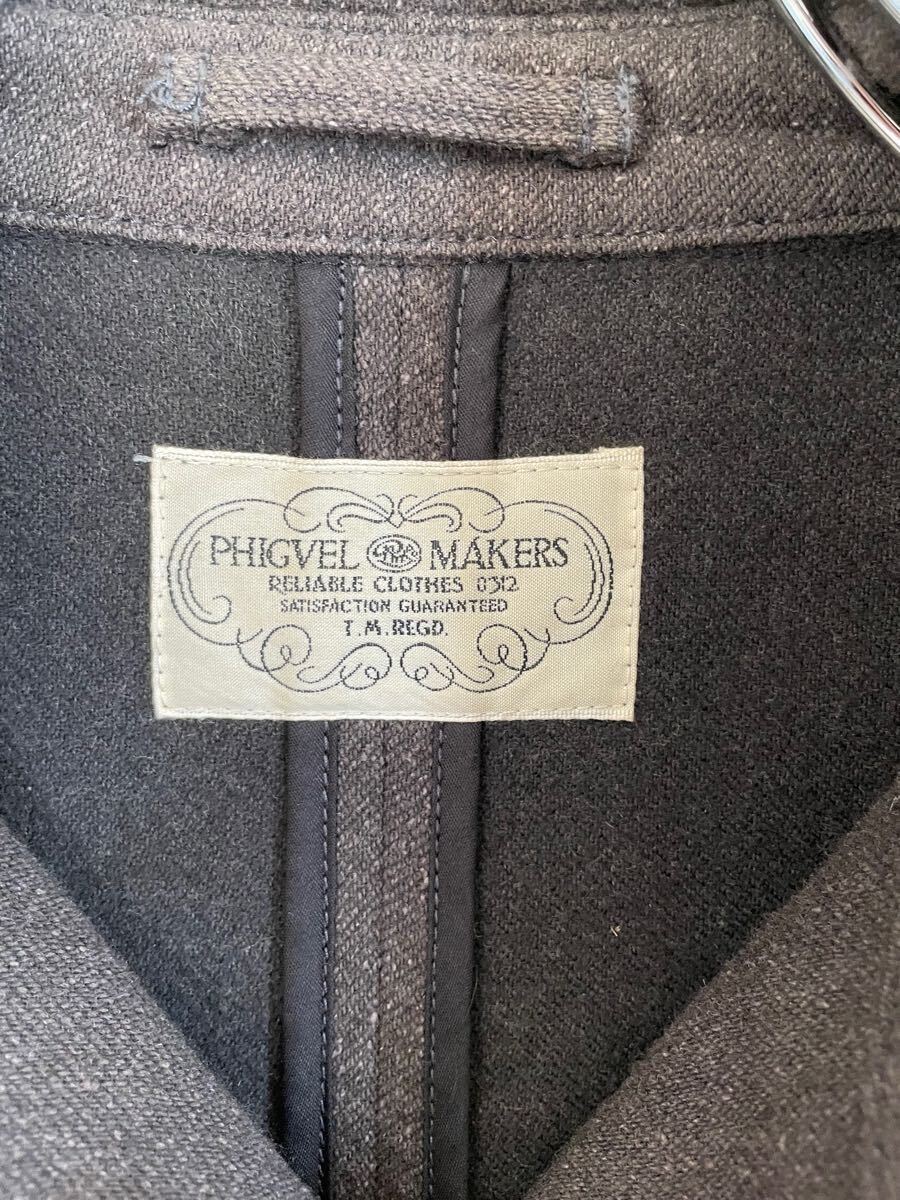 PHIGVEL MAKERS
RELIABLE CLOTHES 0312
SATISFACTION GUARANTEED
T.M.REGD.